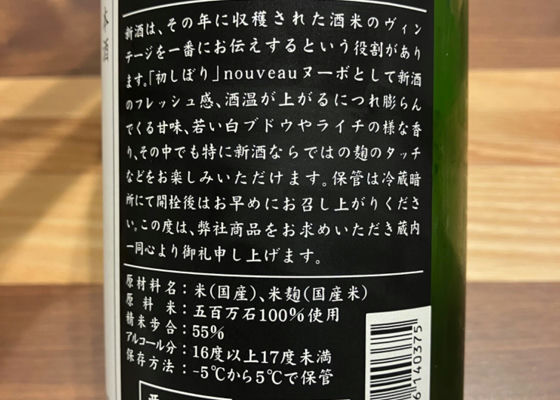 本酒
新酒は、その年に収穫された酒米のヴィン
テージを一番にお伝えするという役割があり
ます。「初しぼり」nouveauヌーボとして新酒
のフレッシュ感、酒温が上がるにつれ膨らん
でくる甘味、若い白ブドウやライチの様な香
り、その中でも特に新酒ならではの麹のタッチ
などをお楽しみいただけます。保管は冷蔵暗
所にて開栓後はお早めにお召し上がりくださ
い。この度は、弊社商品をお求めいただき蔵内
一同心より御礼申し上げます。
原材料名：米(国産)、米麹(国産米)
原料米：五百万石100%使用
精米歩合：55%
アルコール分：16度以上17度未満
保存方法：-5℃から5℃で保管
6140375